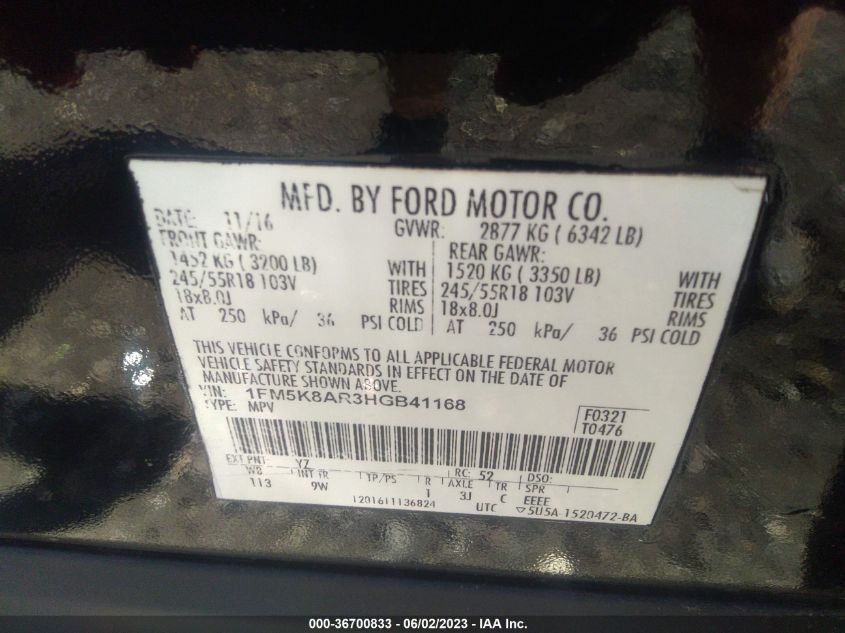 MFD. BY FORD MOTOR CO.
DATE: 11/16 GVWR: 2877 KG ( 6342 LB)
FRONT GAWR: REAR GAWR:
1452 KG ( 3200 LB) WITH 1520 KG ( 3350 LB) WITH
245/55R18 103V TIRES 245/55R18 103V TIRES
18x8.0J RIMS 18x8.0J RIMS
AT 250 kPa/ 36 PSI COLD AT 250 kPa/ 36 PSI COLD
THIS VEHICLE CONFORMS TO ALL APPLICABLE FEDERAL MOTOR
VEHICLE SAFETY STANDARDS IN EFFECT ON THE DATE OF
MANUFACTURE SHOWN ABOVE.
VIN: 1FM5K8AR3HGB41168
TYPE: MPV
F0321
T0476
EXT PNT: YZ RC: 52 DSO:
WB INT TR TP/PS R AXLE TR SPR
113 9W 1 3J C EEEE
1201611136824 UTC ▽5U5A-1520472-BA
000-36700833 - 06/02/2023 - IAA Inc.